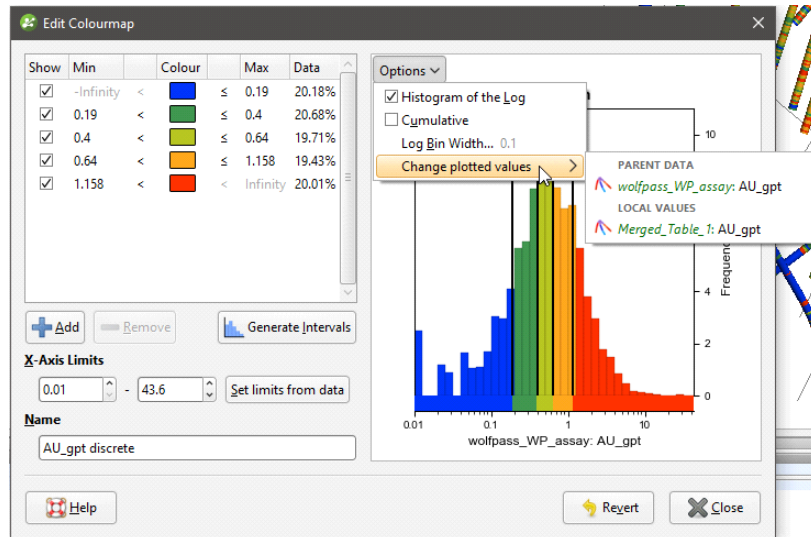 Edit Colourmap
Show Min Colour Max Data
-Infinity < ≤ 0.19 20.18%
0.19 < ≤ 0.4 20.68%
0.4 < ≤ 0.64 19.71%
0.64 < ≤ 1.158 19.43%
1.158 < < Infinity 20.01%
Add Remove Generate Intervals
X-Axis Limits
0.01 - 43.6 Set limits from data
Name
AU_gpt discrete
Options
Histogram of the Log
Cumulative
Log Bin Width... 0.1
Change plotted values
PARENT DATA
wolfpass_WP_assay: AU_gpt
LOCAL VALUES
Merged_Table_1: AU_gpt
10
4
2
0
0.01 0.1 1 10
wolfpass_WP_assay: AU_gpt
Help Revert Close